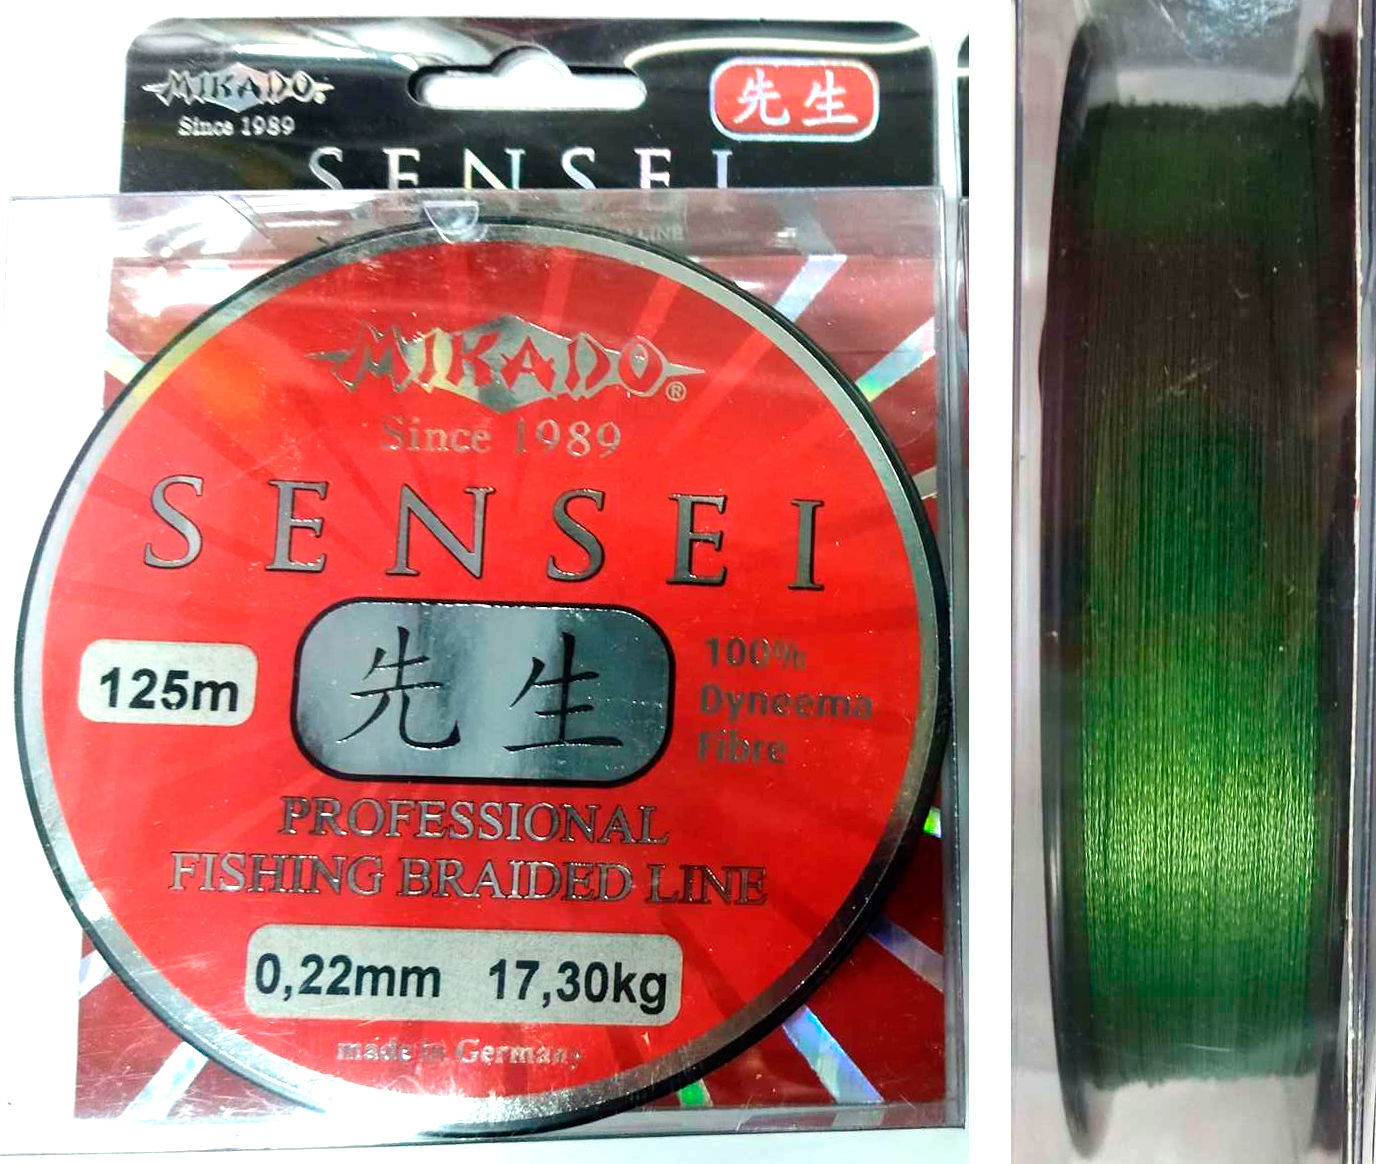 MIKADO
Since 1989
先生
SENSEI
LINE
MIKADO®
Since 1989
SENSEI
125m
先生
100%
Dyneema
Fibre
PROFESSIONAL
FISHING BRAIDED LINE
0,22mm 17,30kg
made in Germany